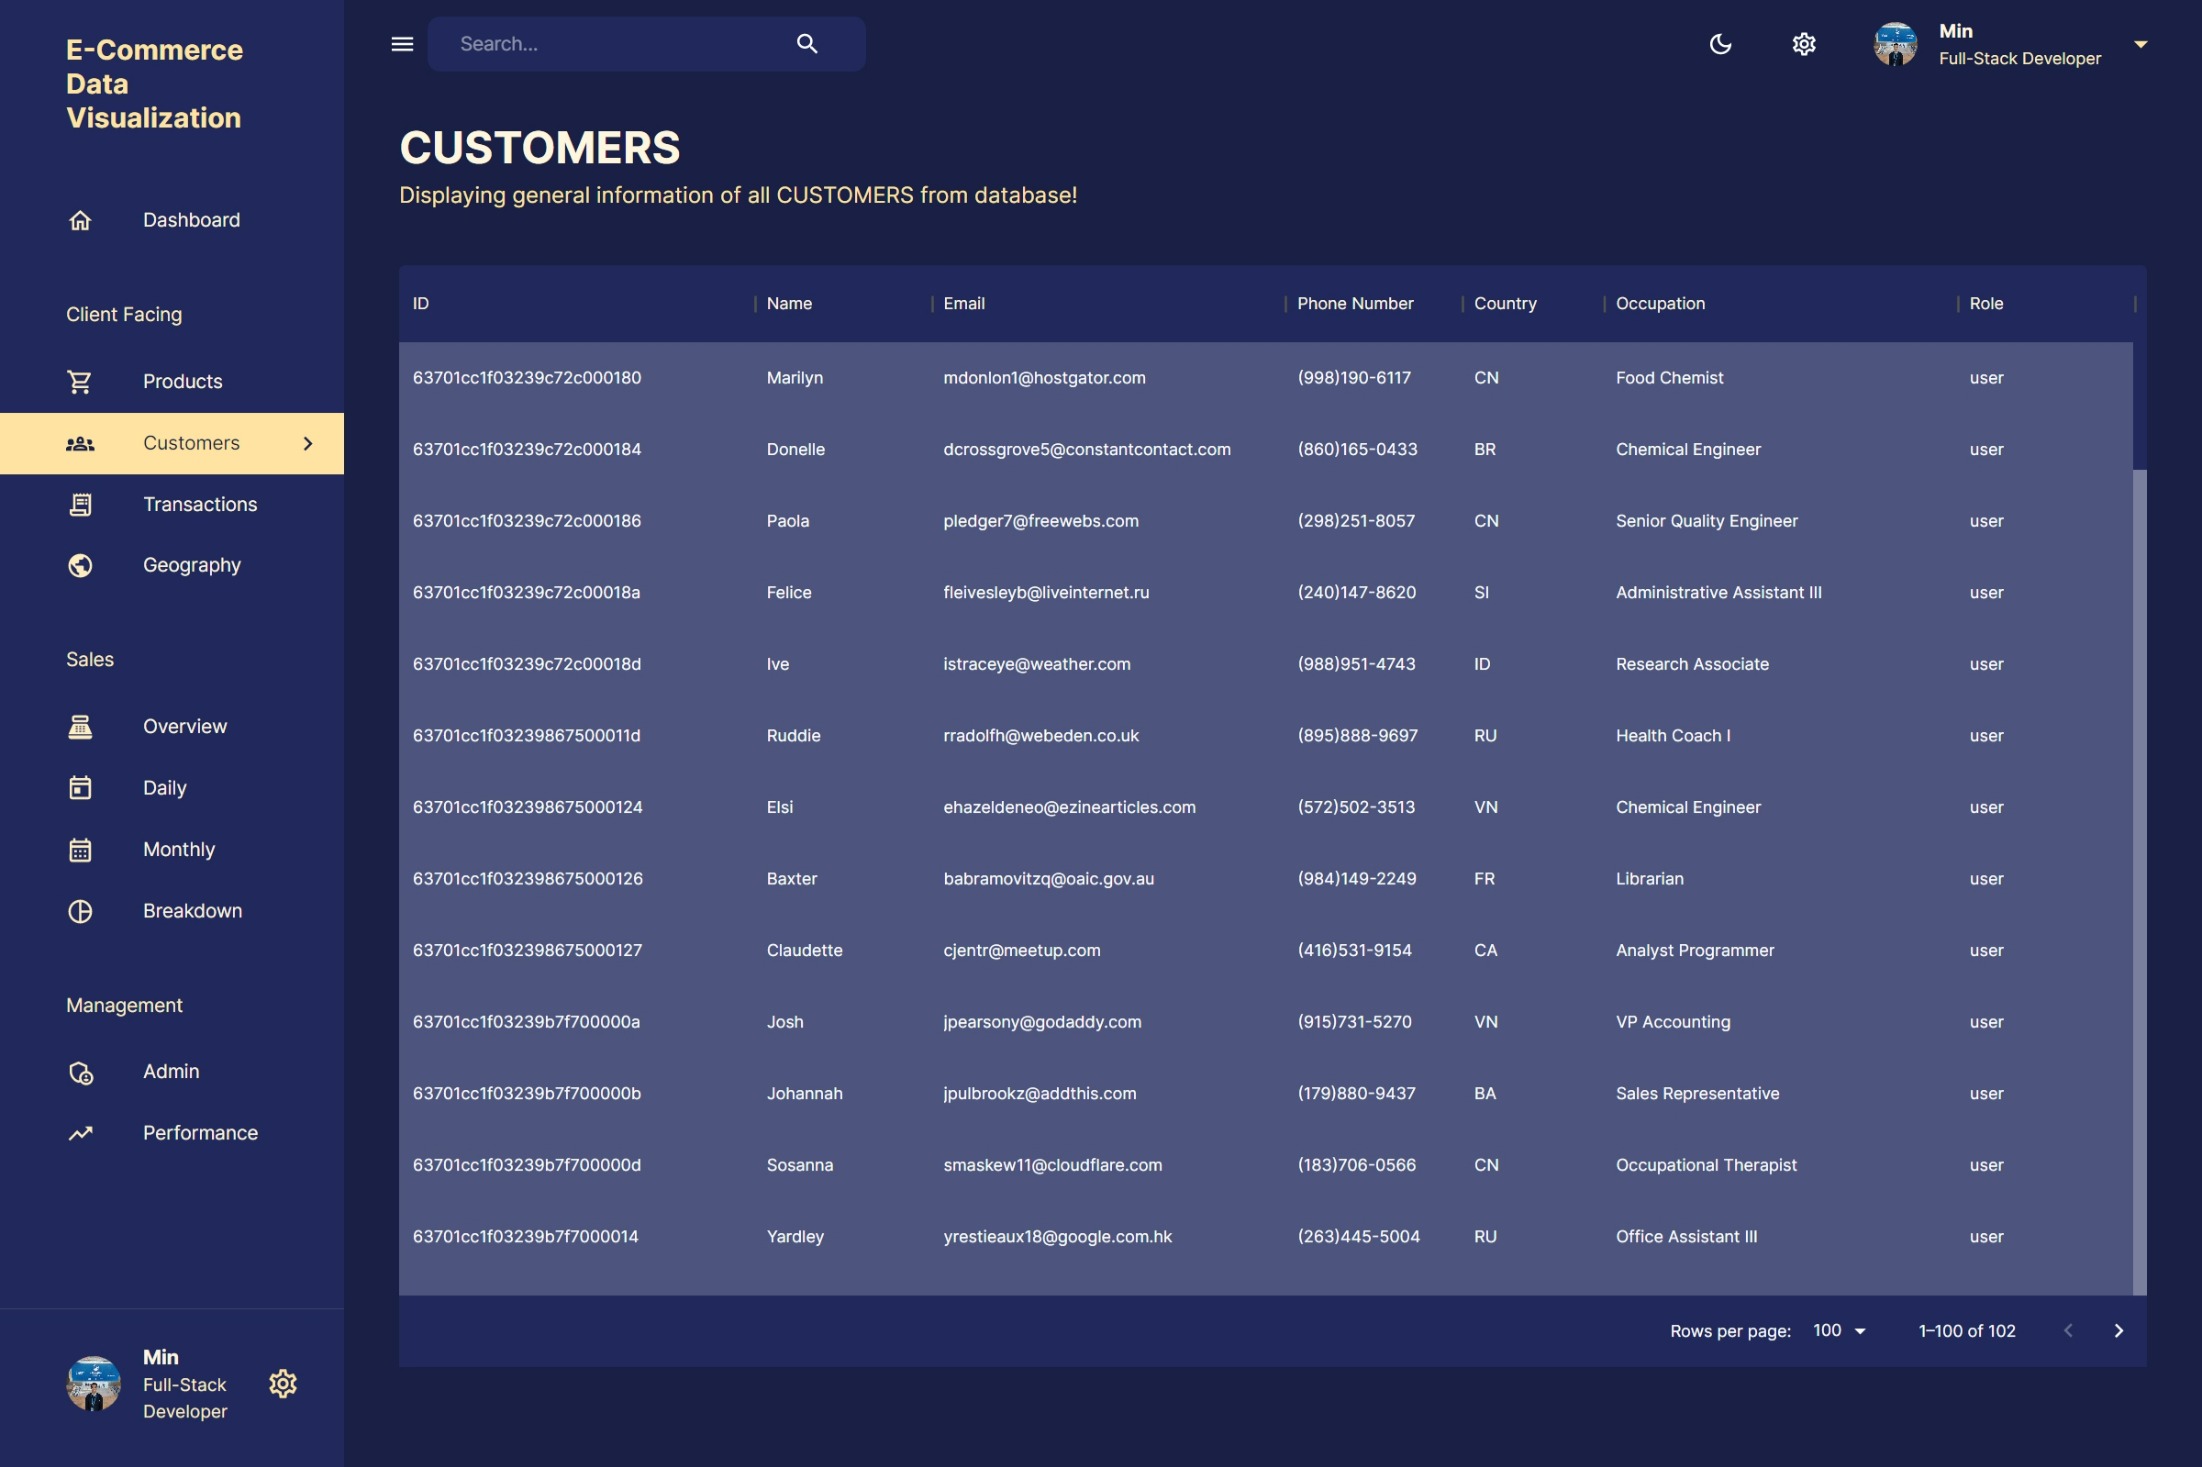 E-Commerce
Data
Visualization
Dashboard
Client Facing
Products
Customers
Transactions
Geography
Sales
Overview
Daily
Monthly
Breakdown
Management
Admin
Performance
Min
Full-Stack
Developer
Search...
Min
Full-Stack Developer
CUSTOMERS
Displaying general information of all CUSTOMERS from database!
ID Name Email Phone Number Country Occupation Role
63701cc1f03239c72c000180 Marilyn mdonlon1@hostgator.com (998)190-6117 CN Food Chemist user
63701cc1f03239c72c000184 Donelle dcrossgrove5@constantcontact.com (860)165-0433 BR Chemical Engineer user
63701cc1f03239c72c000186 Paola pledger7@freewebs.com (298)251-8057 CN Senior Quality Engineer user
63701cc1f03239c72c00018a Felice fleivesleyb@liveinternet.ru (240)147-8620 SI Administrative Assistant III user
63701cc1f03239c72c00018d Ive istraceye@weather.com (988)951-4743 ID Research Associate user
63701cc1f03239867500011d Ruddie rradolfh@webeden.co.uk (895)888-9697 RU Health Coach I user
63701cc1f032398675000124 Elsi ehazeldeneo@ezinearticles.com (572)502-3513 VN Chemical Engineer user
63701cc1f032398675000126 Baxter babramovitzq@oaic.gov.au (984)149-2249 FR Librarian user
63701cc1f032398675000127 Claudette cjentr@meetup.com (416)531-9154 CA Analyst Programmer user
63701cc1f03239b7f700000a Josh jpearsony@godaddy.com (915)731-5270 VN VP Accounting user
63701cc1f03239b7f700000b Johannah jpulbrookz@addthis.com (179)880-9437 BA Sales Representative user
63701cc1f03239b7f700000d Sosanna smaskew11@cloudflare.com (183)706-0566 CN Occupational Therapist user
63701cc1f03239b7f7000014 Yardley yrestieaux18@google.com.hk (263)445-5004 RU Office Assistant III user
Rows per page: 100 1–100 of 102